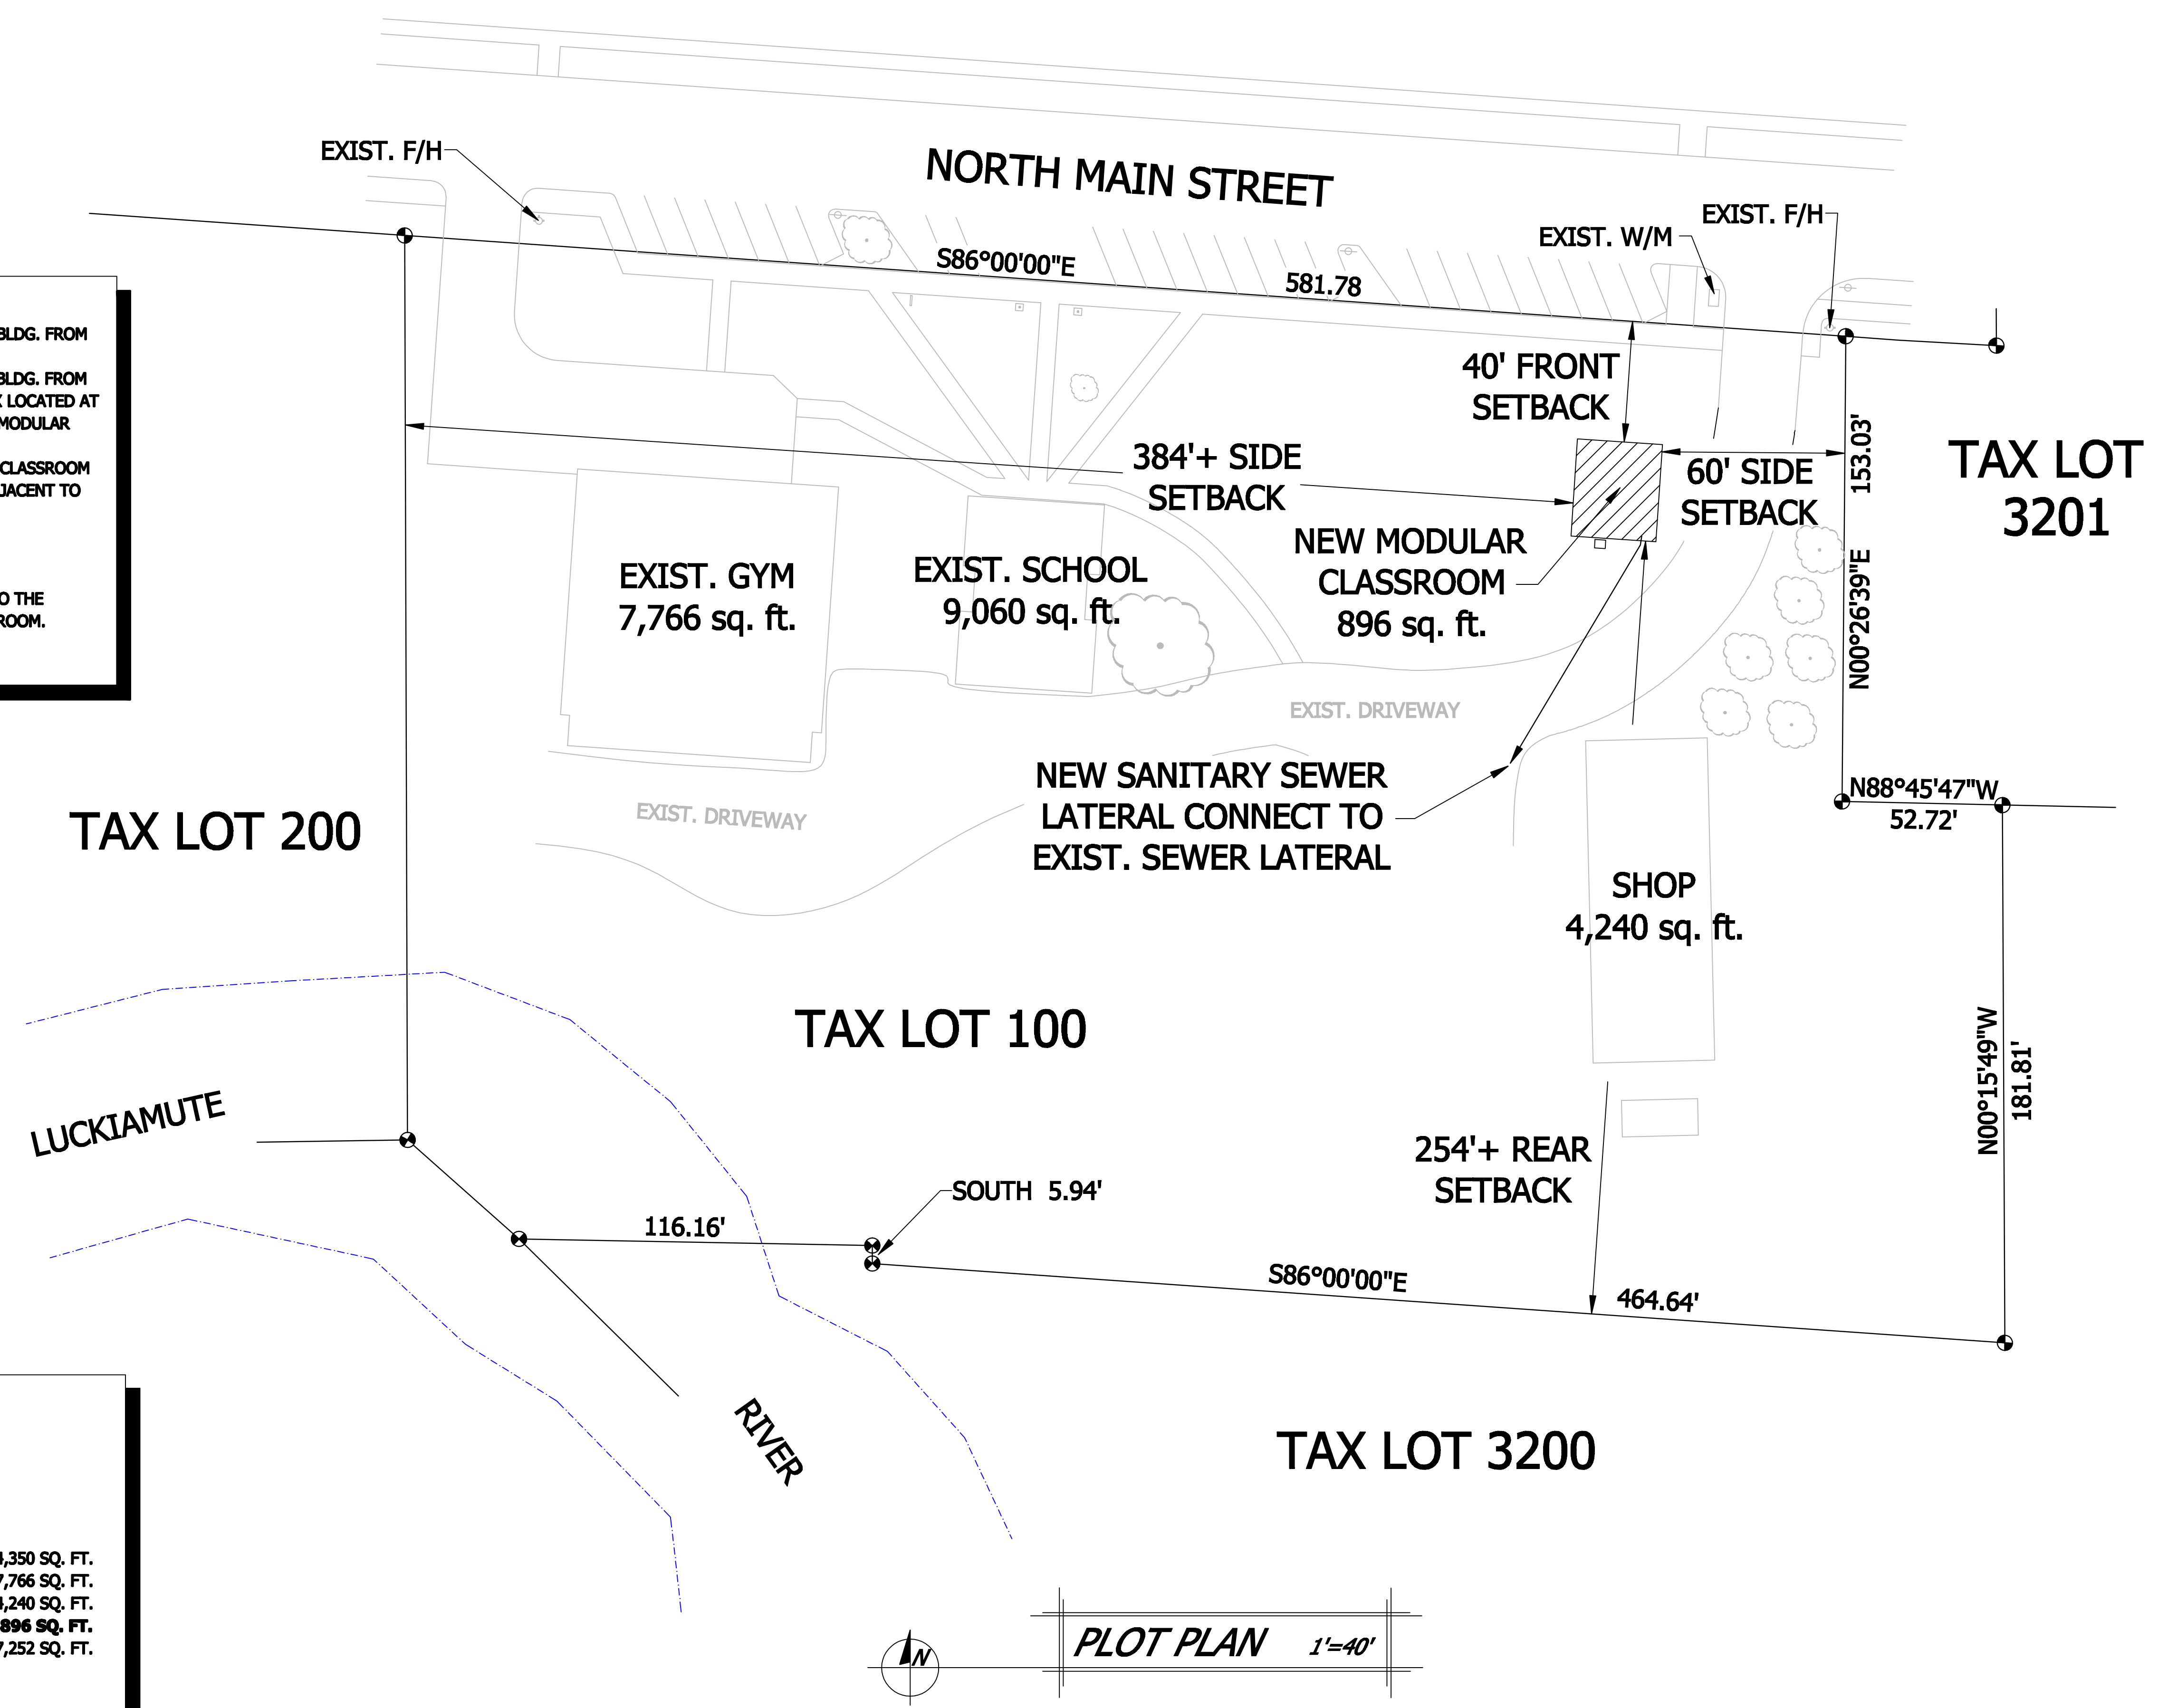 EXIST. F/H
NORTH MAIN STREET
EXIST. F/H
EXIST. W/M
S86°00'00"E
581.78
BLDG. FROM
BLDG. FROM
LOCATED AT
MODULAR
CLASSROOM
JACENT TO
O THE
ROOM.
40' FRONT
SETBACK
384'+ SIDE
SETBACK
60' SIDE
SETBACK
153.03'
N00°26'39"E
TAX LOT
3201
NEW MODULAR
CLASSROOM
896 sq. ft.
EXIST. GYM
7,766 sq. ft.
EXIST. SCHOOL
9,060 sq. ft.
EXIST. DRIVEWAY
EXIST. DRIVEWAY
NEW SANITARY SEWER
LATERAL CONNECT TO
EXIST. SEWER LATERAL
N88°45'47"W
52.72'
TAX LOT 200
SHOP
4,240 sq. ft.
TAX LOT 100
N00°15'49"W
181.81'
LUCKIAMUTE
254'+ REAR
SETBACK
SOUTH 5.94'
116.16'
S86°00'00"E
464.64'
RIVER
TAX LOT 3200
,350 SQ. FT.
7,766 SQ. FT.
4,240 SQ. FT.
896 SQ. FT.
7,252 SQ. FT.
N
PLOT PLAN 1'=40'